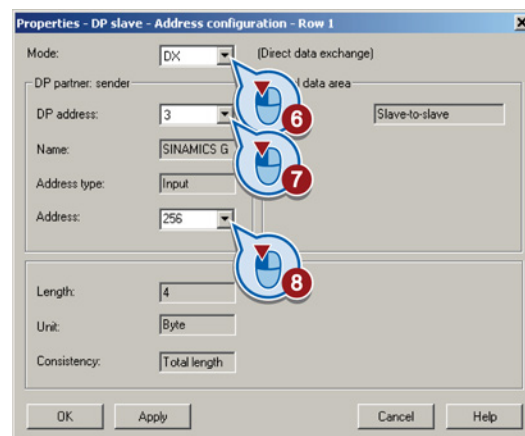 Properties - DP slave - Address configuration - Row 1
Mode: DX (Direct data exchange)
DP partner: sender data area
DP address: 3 Slave-to-slave
6
Name: SINAMICS G
7
Address type: Input
Address: 256
8
Length: 4
Unit: Byte
Consistency: Total length
OK Apply Cancel Help